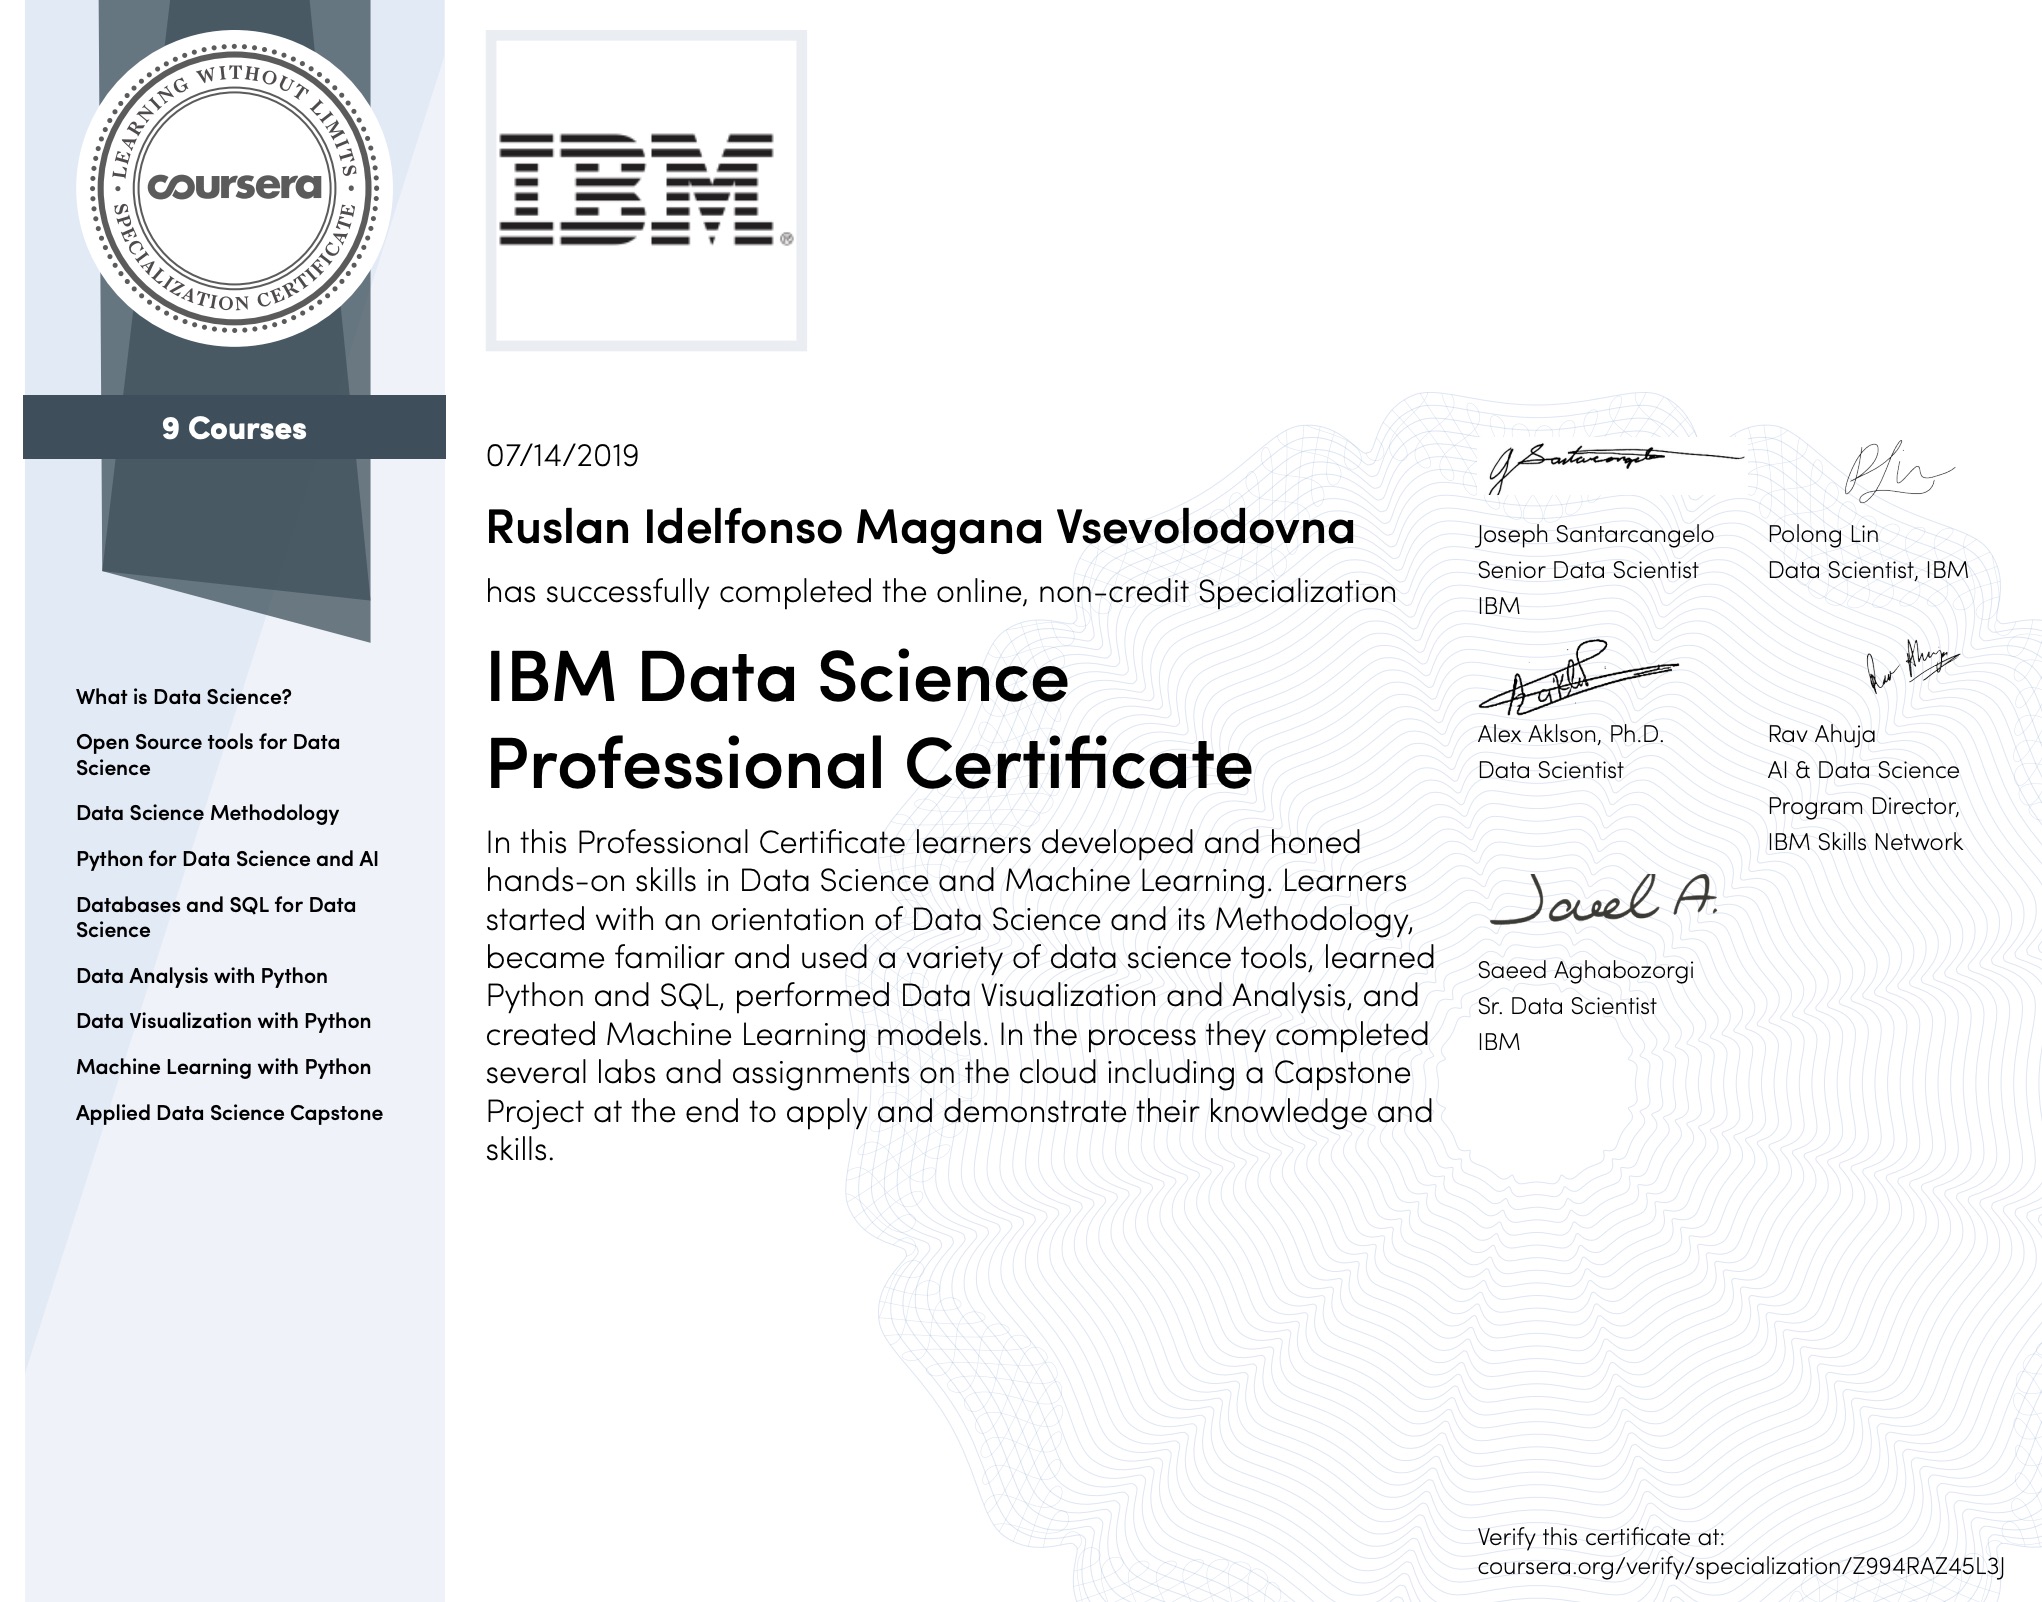 LEARNING WITHOUT LIMITS
coursera
SPECIALIZATION CERTIFICATE
9 Courses
What is Data Science?
Open Source tools for Data
Science
Data Science Methodology
Python for Data Science and AI
Databases and SQL for Data
Science
Data Analysis with Python
Data Visualization with Python
Machine Learning with Python
Applied Data Science Capstone
IBM®
07/14/2019
Ruslan Idelfonso Magana Vsevolodovna
has successfully completed the online, non-credit Specialization
IBM Data Science
Professional Certificate
In this Professional Certificate learners developed and honed
hands-on skills in Data Science and Machine Learning. Learners
started with an orientation of Data Science and its Methodology,
became familiar and used a variety of data science tools, learned
Python and SQL, performed Data Visualization and Analysis, and
created Machine Learning models. In the process they completed
several labs and assignments on the cloud including a Capstone
Project at the end to apply and demonstrate their knowledge and
skills.
Joseph Santarcangelo
Senior Data Scientist
IBM
Polong Lin
Data Scientist, IBM
Alex Aklson, Ph.D.
Data Scientist
Rav Ahuja
AI & Data Science
Program Director,
IBM Skills Network
Saeed Aghabozorgi
Sr. Data Scientist
IBM
Verify this certificate at:
coursera.org/verify/specialization/Z994RAZ45L3J